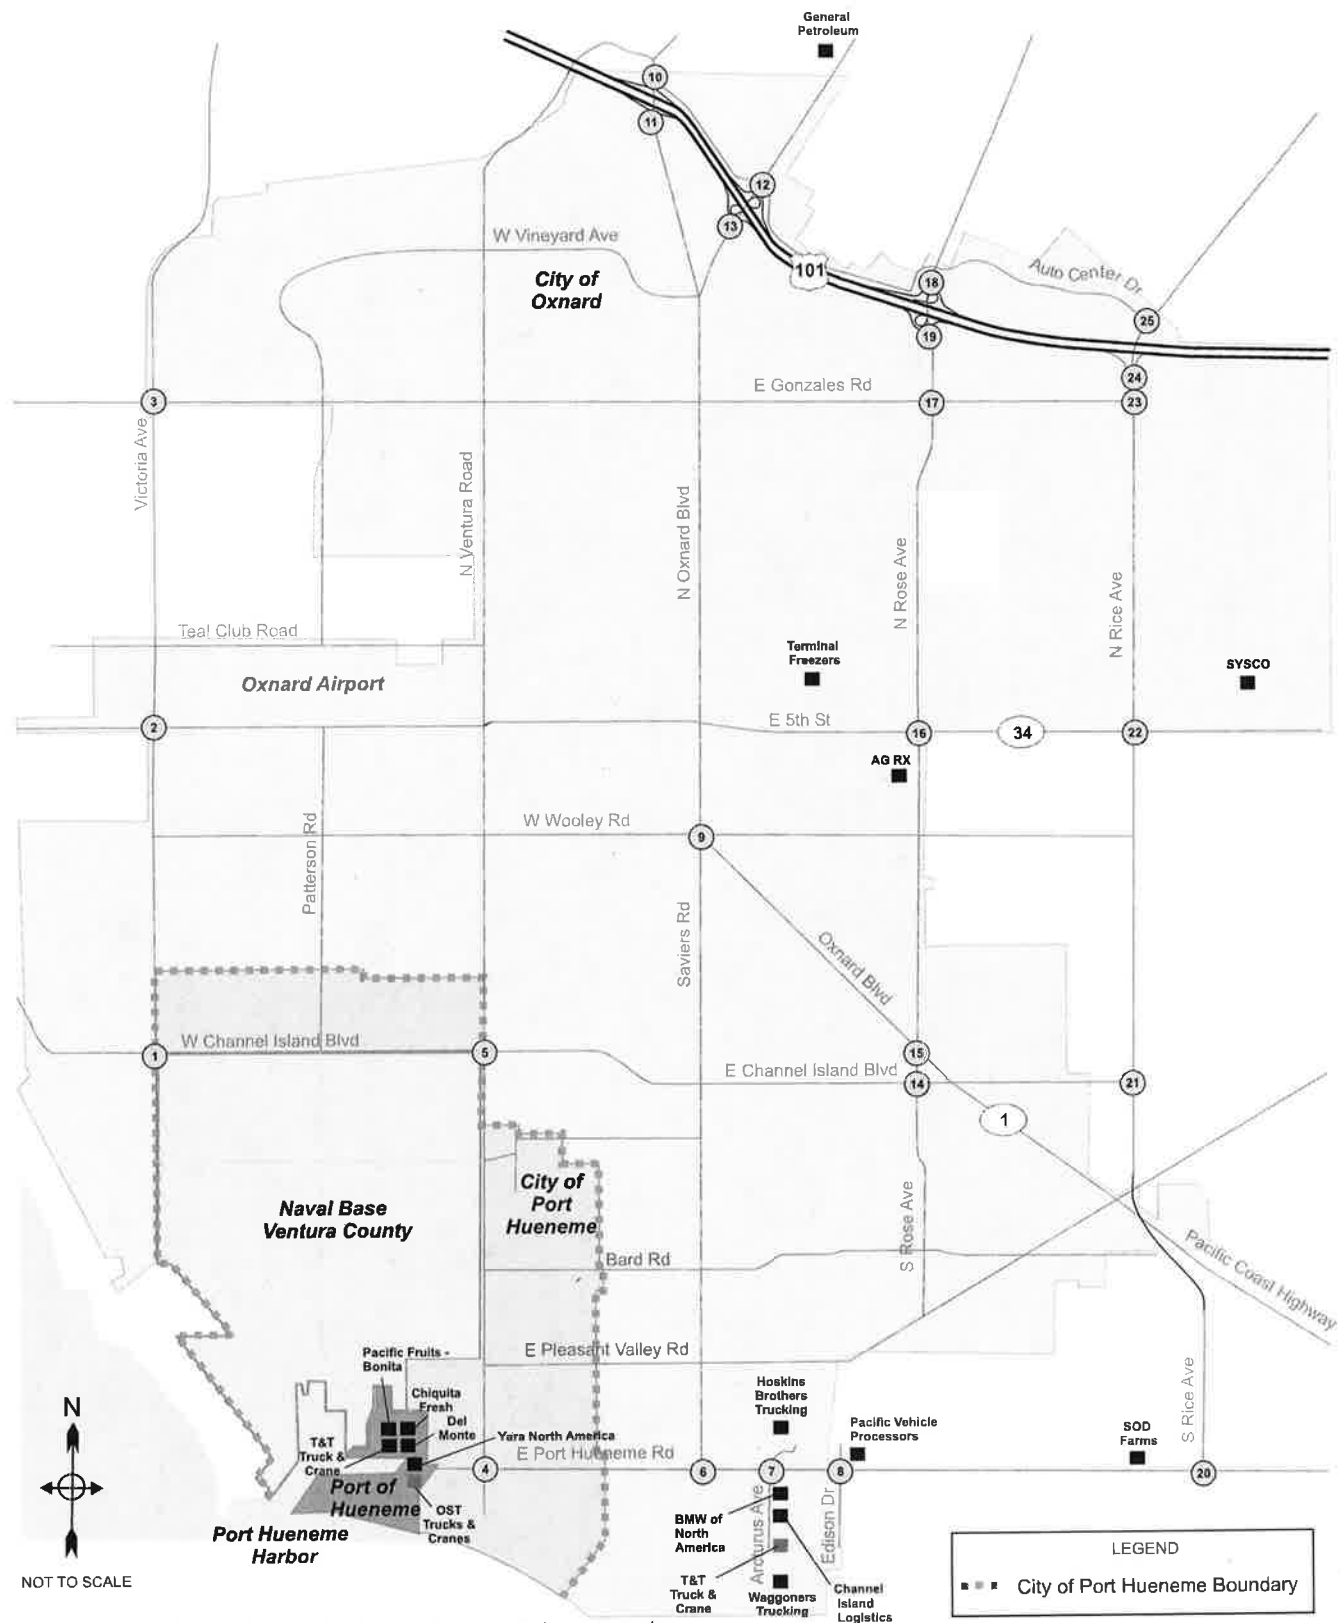 General
Petroleum
10
11
12
13
W Vineyard Ave
City of
Oxnard
101
Auto Center Dr
18
19
25
24
E Gonzales Rd
3
17
23
Victoria Ave
N Ventura Road
N Oxnard Blvd
N Rose Ave
N Rice Ave
Teal Club Road
Terminal
Freezers
SYSCO
Oxnard Airport
2
E 5th St
16
34
22
AG RX
W Wooley Rd
9
Patterson Rd
Saviers Rd
Oxnard Blvd
W Channel Island Blvd
1
5
15
E Channel Island Blvd
14
21
1
City of
Port
Hueneme
Naval Base
Ventura County
S Rose Ave
Bard Rd
Pacific Coast Highway
E Pleasant Valley Rd
Pacific Fruits -
Bonita
Chiquita
Fresh
Del
Monte
T&T
Truck &
Crane
Yara North America
E Port Hueneme Rd
Hoskins
Brothers
Trucking
Pacific Vehicle
Processors
SOD
Farms
S Rice Ave
N
4
6
7
8
20
Port of
Hueneme
OST
Trucks &
Cranes
Port Hueneme
Harbor
BMW of
North
America
Arcturus Ave
Edison Dr
T&T
Truck &
Crane
Waggoners
Trucking
Channel
Island
Logistics
NOT TO SCALE
LEGEND
City of Port Hueneme Boundary